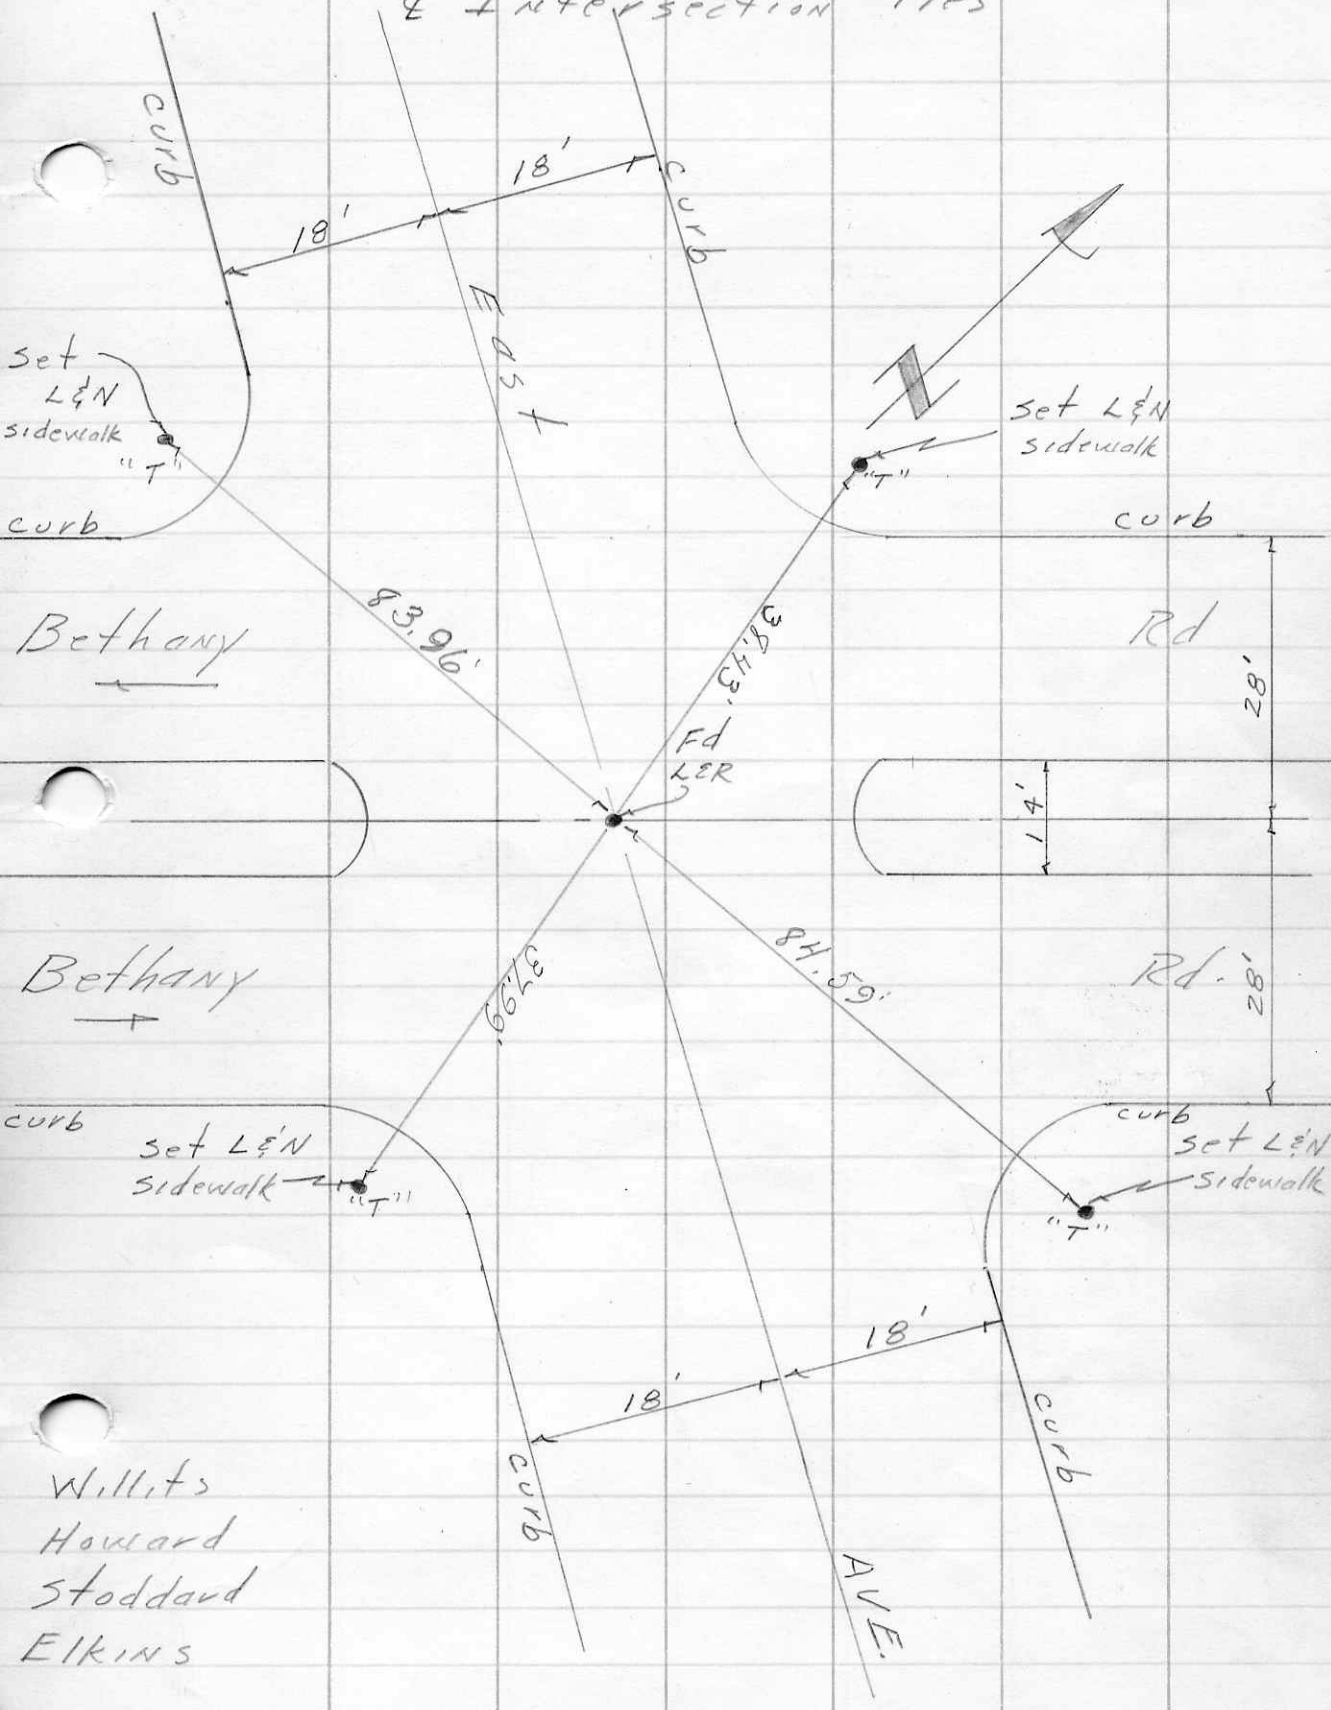 ℄ Intersection Ties
curb
18'
18'
curb
East
N
set
L&N
sidewalk
"T"
set L&N
sidewalk
"T"
curb
curb
Bethany
83.96'
38.43'
Rd
28'
Fd
L&R
14'
Bethany
37.99'
84.59'
Rd.
28'
curb
set L&N
sidewalk
"T"
curb
set L&N
sidewalk
"T"
18'
18'
curb
curb
AVE.
Willits
Howard
Stoddard
Elkins